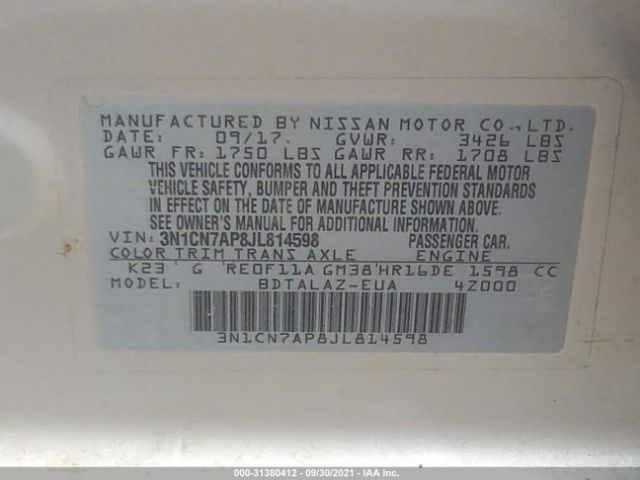 MANUFACTURED BY NISSAN MOTOR CO., LTD.
DATE: 09/17. GVWR: 3426 LBS
GAWR FR: 1750 LBS GAWR RR: 1708 LBS
THIS VEHICLE CONFORMS TO ALL APPLICABLE FEDERAL MOTOR
VEHICLE SAFETY, BUMPER AND THEFT PREVENTION STANDARDS
IN EFFECT ON THE DATE OF MANUFACTURE SHOWN ABOVE.
SEE OWNER'S MANUAL FOR ADDITIONAL INFORMATION.
VIN: 3N1CN7AP8JL814598 PASSENGER CAR.
COLOR TRIM TRANS AXLE ENGINE
K23 ' G 'RE0F11A GM38'HR16DE 1598 CC
MODEL: BDTALAZ-EUA 4Z000
3N1CN7AP8JL814598
000-31380412 - 09/30/2021 - IAA Inc.